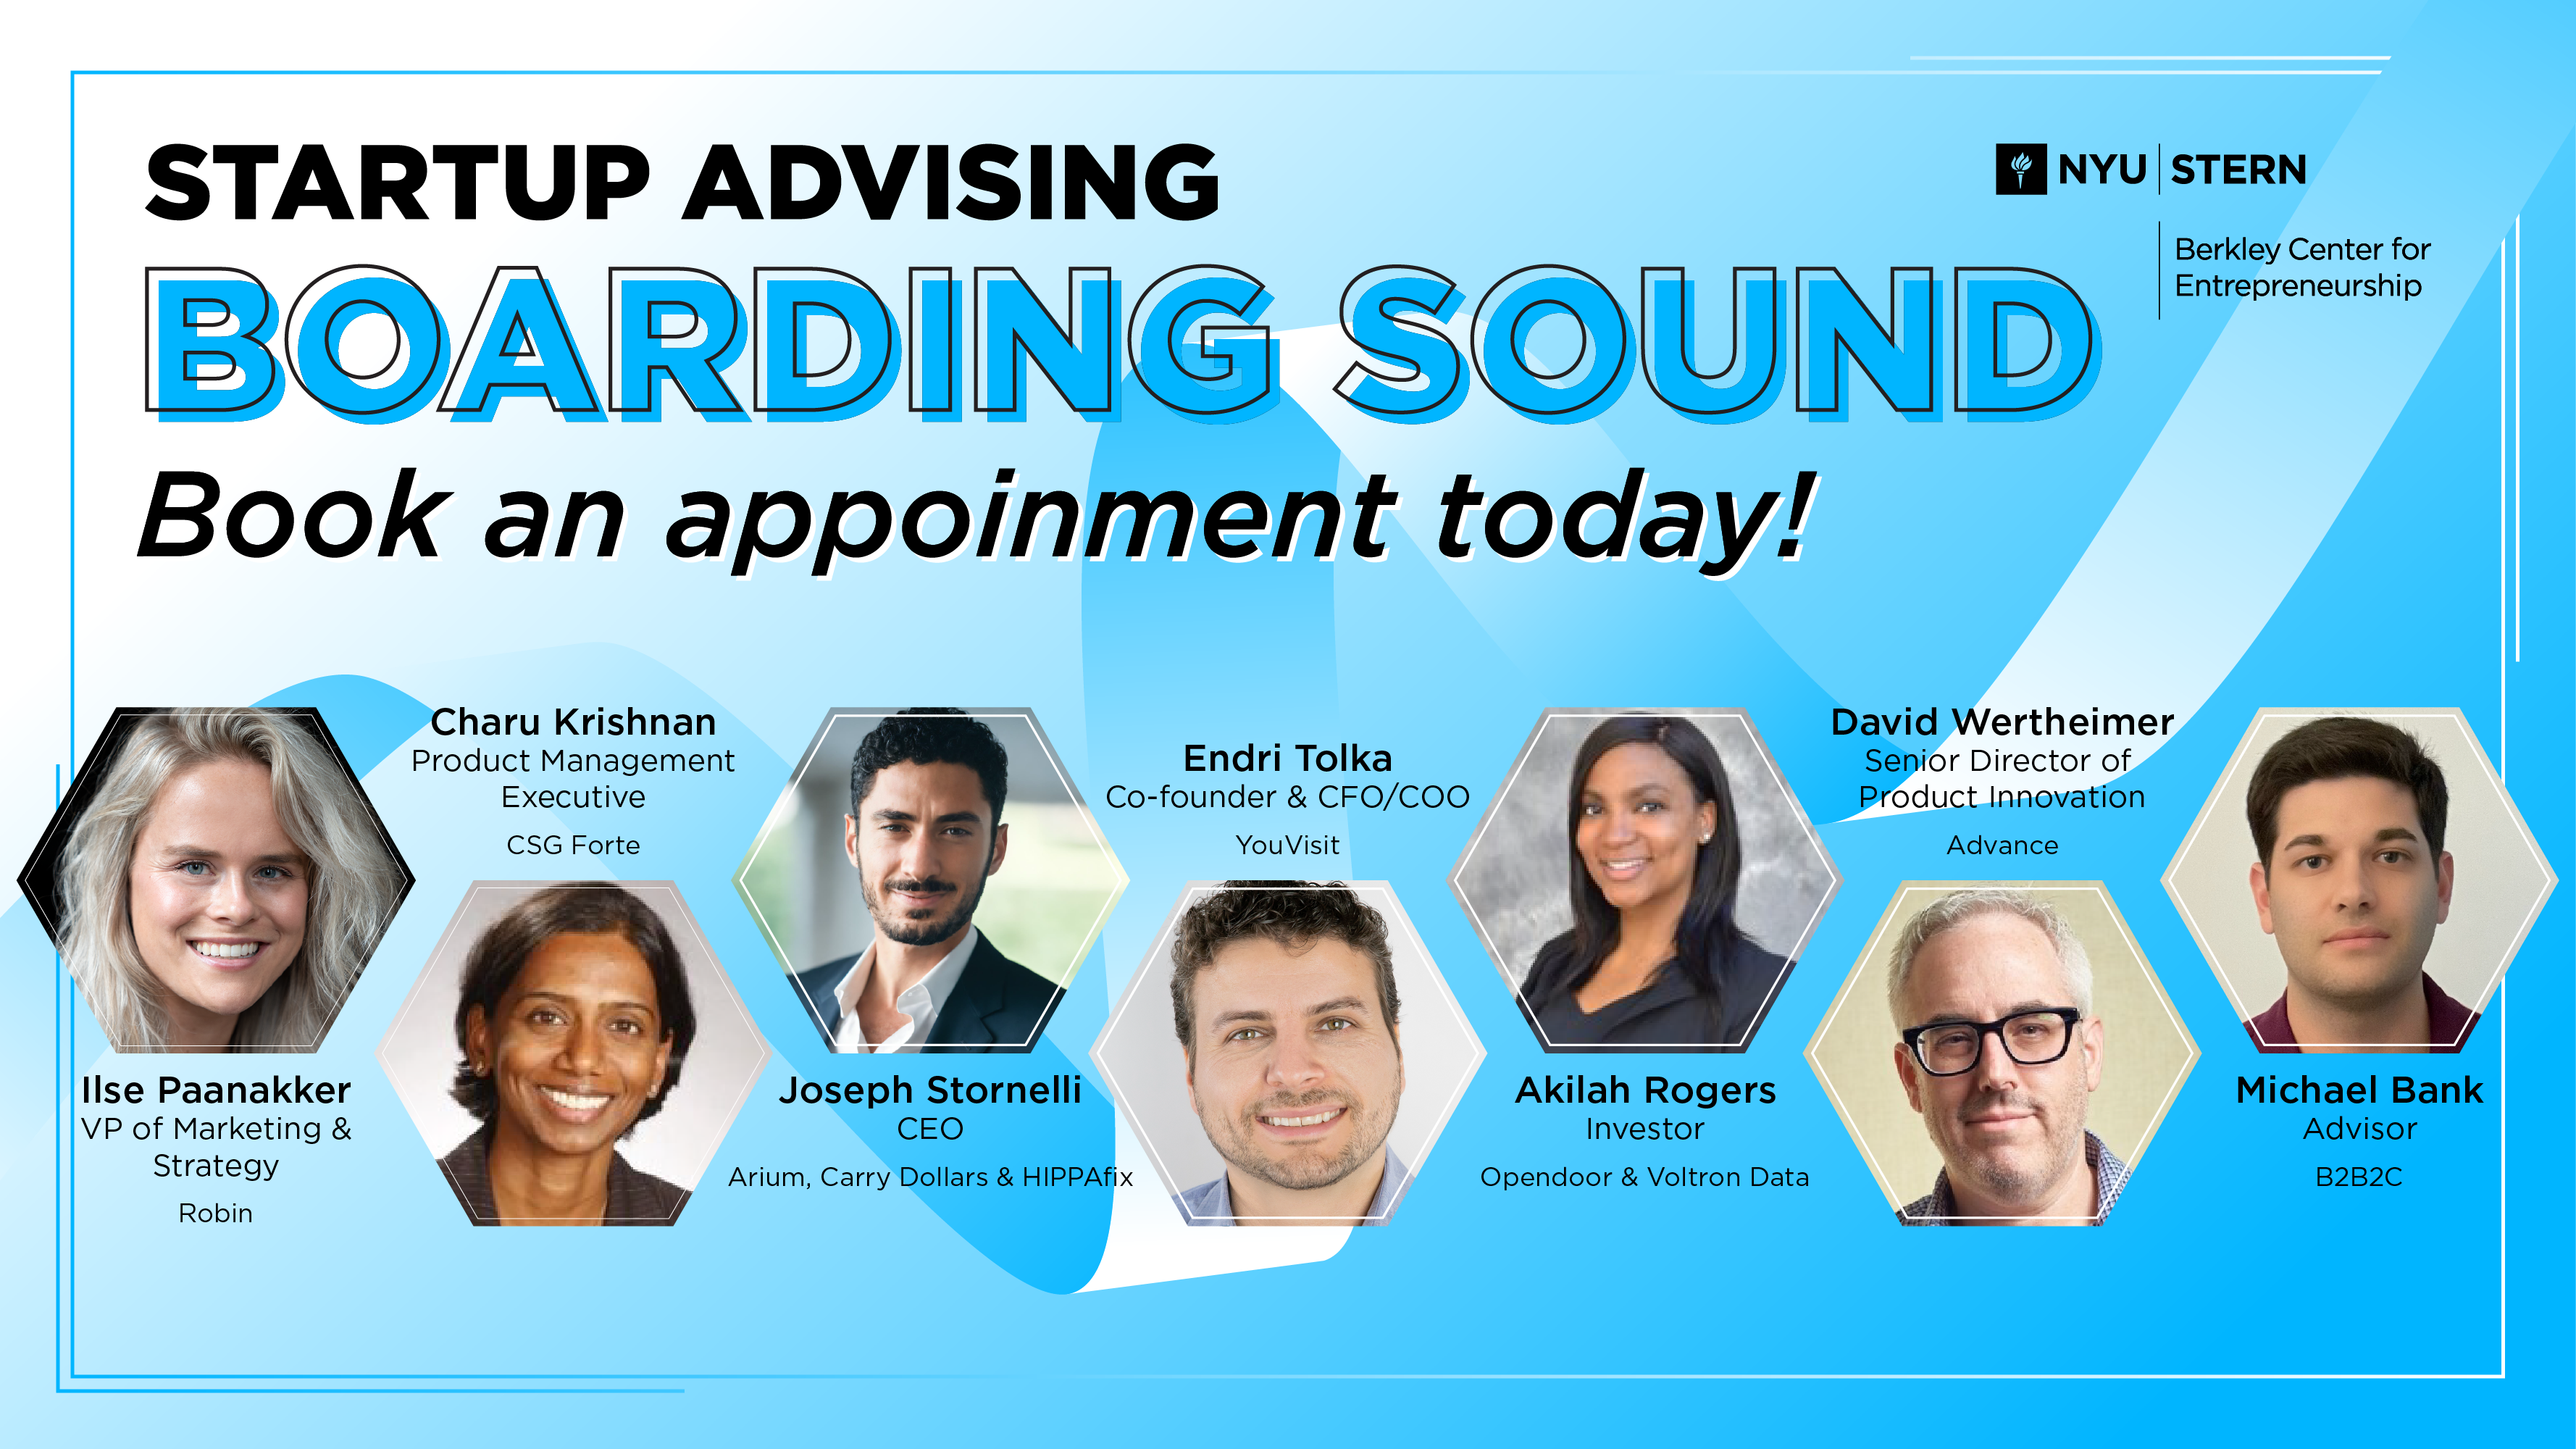 STARTUP ADVISING
BOARDING SOUND
Book an appoinment today!
NYU | STERN
Berkley Center for
Entrepreneurship
Ilse Paanakker
VP of Marketing &
Strategy
Robin
Charu Krishnan
Product Management
Executive
CSG Forte
Joseph Stornelli
CEO
Arium, Carry Dollars & HIPPAfix
Endri Tolka
Co-founder & CFO/COO
YouVisit
Akilah Rogers
Investor
Opendoor & Voltron Data
David Wertheimer
Senior Director of
Product Innovation
Advance
Michael Bank
Advisor
B2B2C